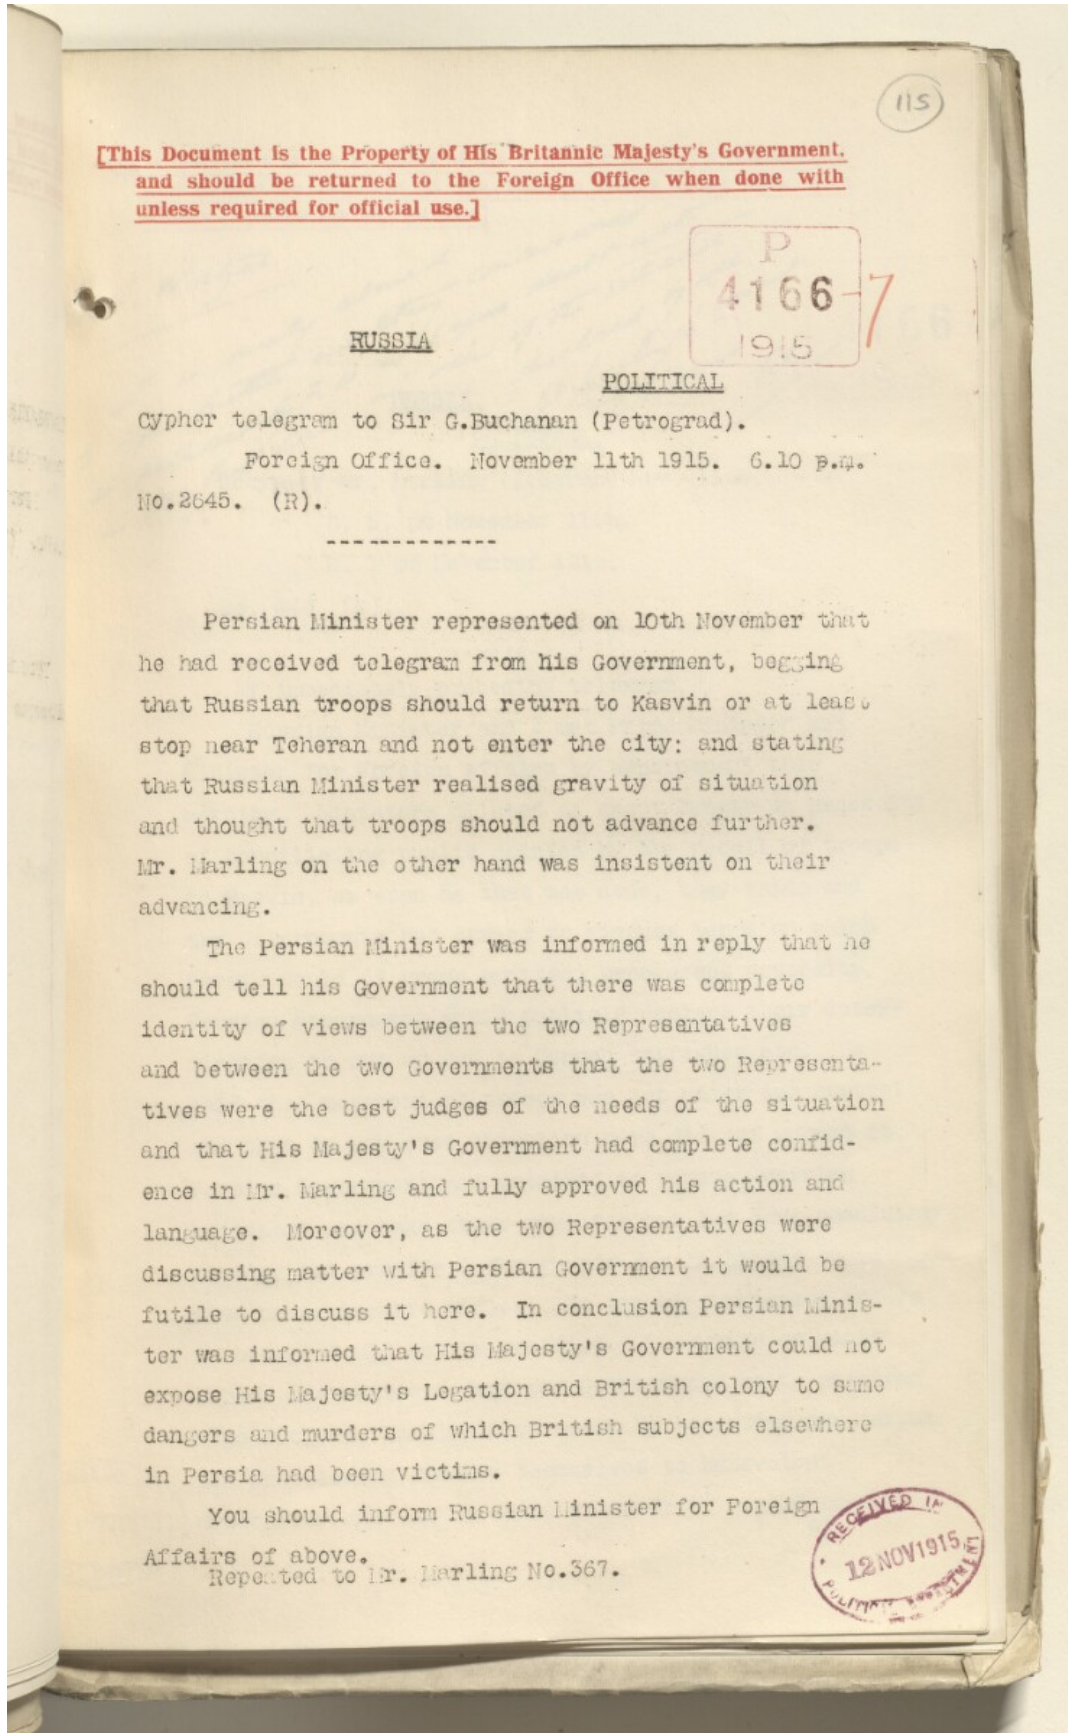 115
[This Document is the Property of His Britannic Majesty's Government,
and should be returned to the Foreign Office when done with
unless required for official use.]
P
4166-7
1915
RUSSIA
POLITICAL
Cypher telegram to Sir G.Buchanan (Petrograd).
Foreign Office. November 11th 1915. 6.10 p.m.
No.2645. (R).
-------------
Persian Minister represented on 10th November that
he had received telegram from his Government, begging
that Russian troops should return to Kasvin or at least
stop near Teheran and not enter the city: and stating
that Russian Minister realised gravity of situation
and thought that troops should not advance further.
Mr. Marling on the other hand was insistent on their
advancing.
The Persian Minister was informed in reply that he
should tell his Government that there was complete
identity of views between the two Representatives
and between the two Governments that the two Representa-
tives were the best judges of the needs of the situation
and that His Majesty's Government had complete confid-
ence in Mr. Marling and fully approved his action and
language. Moreover, as the two Representatives were
discussing matter with Persian Government it would be
futile to discuss it here. In conclusion Persian Minis-
ter was informed that His Majesty's Government could not
expose His Majesty's Legation and British colony to same
dangers and murders of which British subjects elsewhere
in Persia had been victims.
You should inform Russian Minister for Foreign
Affairs of above.
Repeated to Mr. Marling No.367.
RECEIVED IN
12 NOV 1915
POLITICAL DEPARTMENT